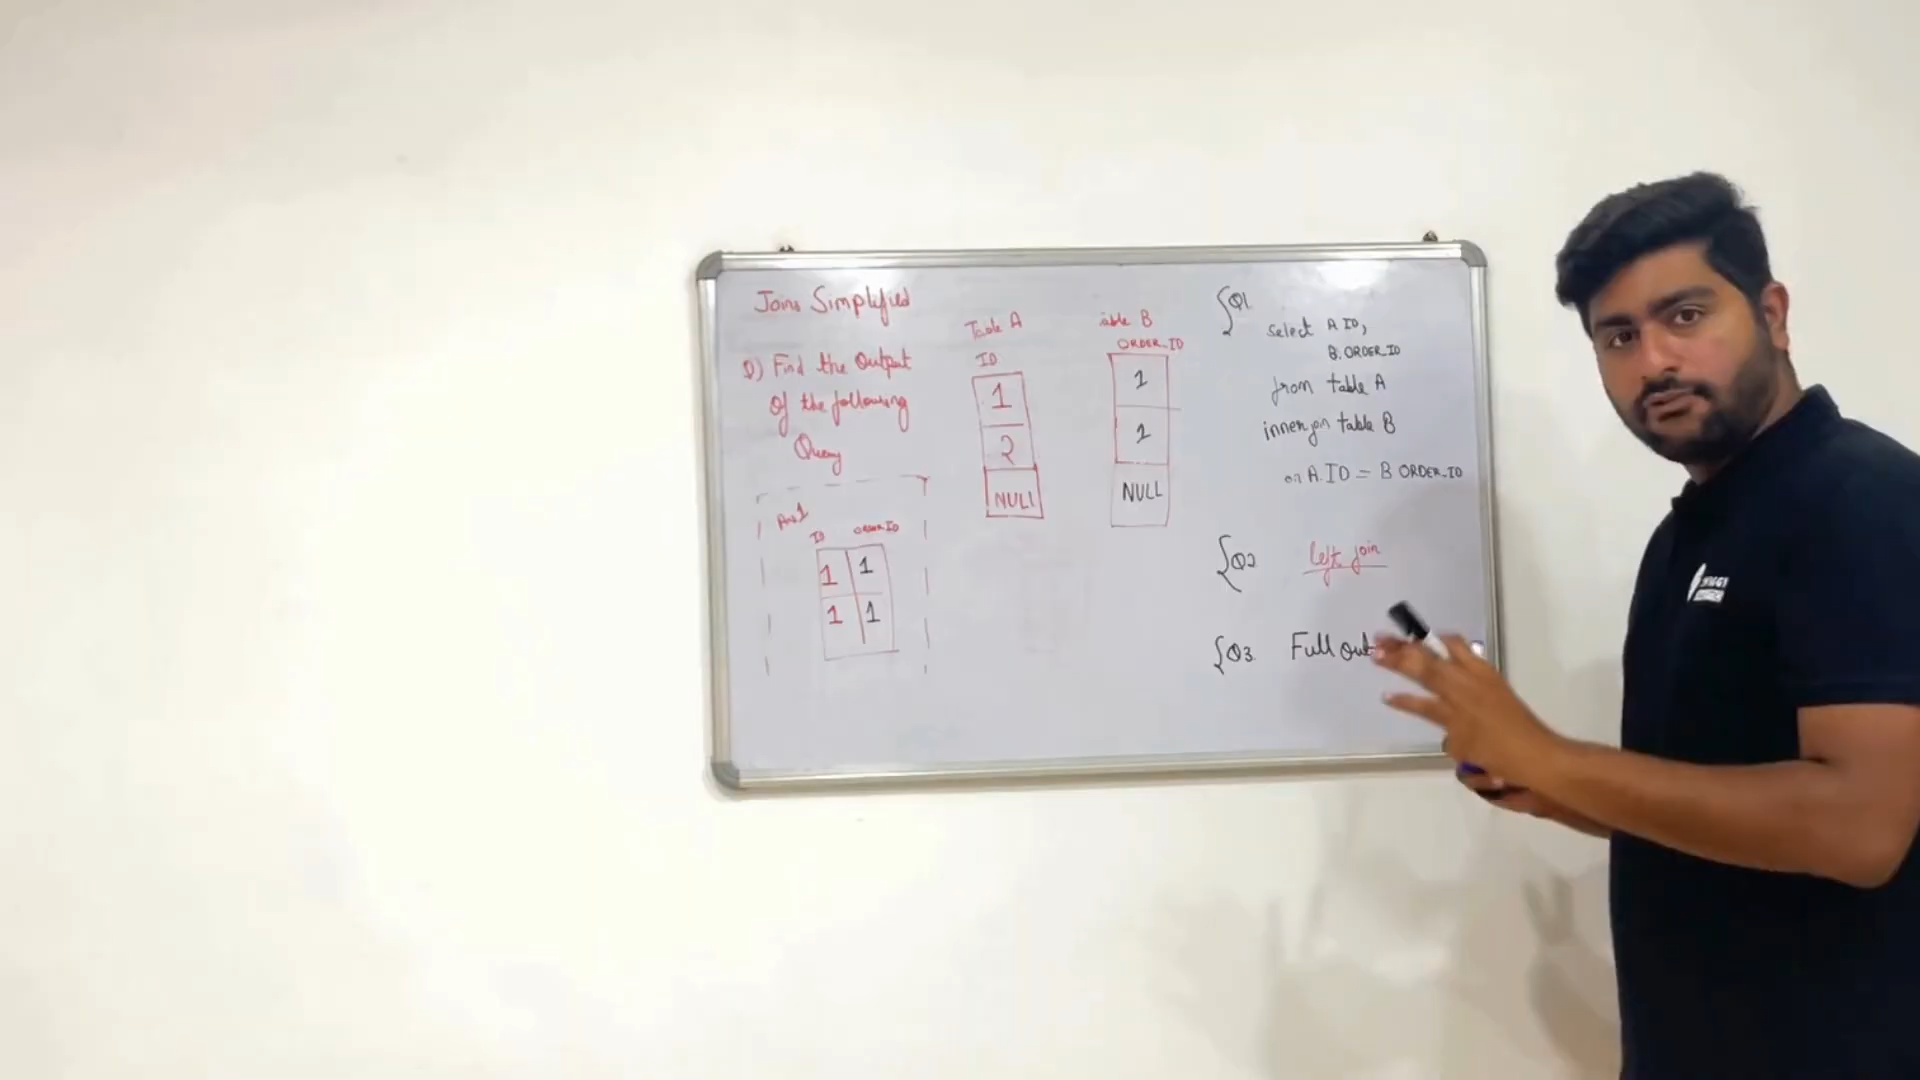 Joins Simplified
Q) Find the Output
Of the following
Query
Table A
ID
1
2
NULL
able B
ORDER_ID
1
1
NULL
Ans1
ID ORDER ID
1 1
1 1
Q1.
Select A ID,
B. ORDER_ID
from table A
inner join table B
on A.ID = B ORDER_ID
Q2 left join
Q3. Full out